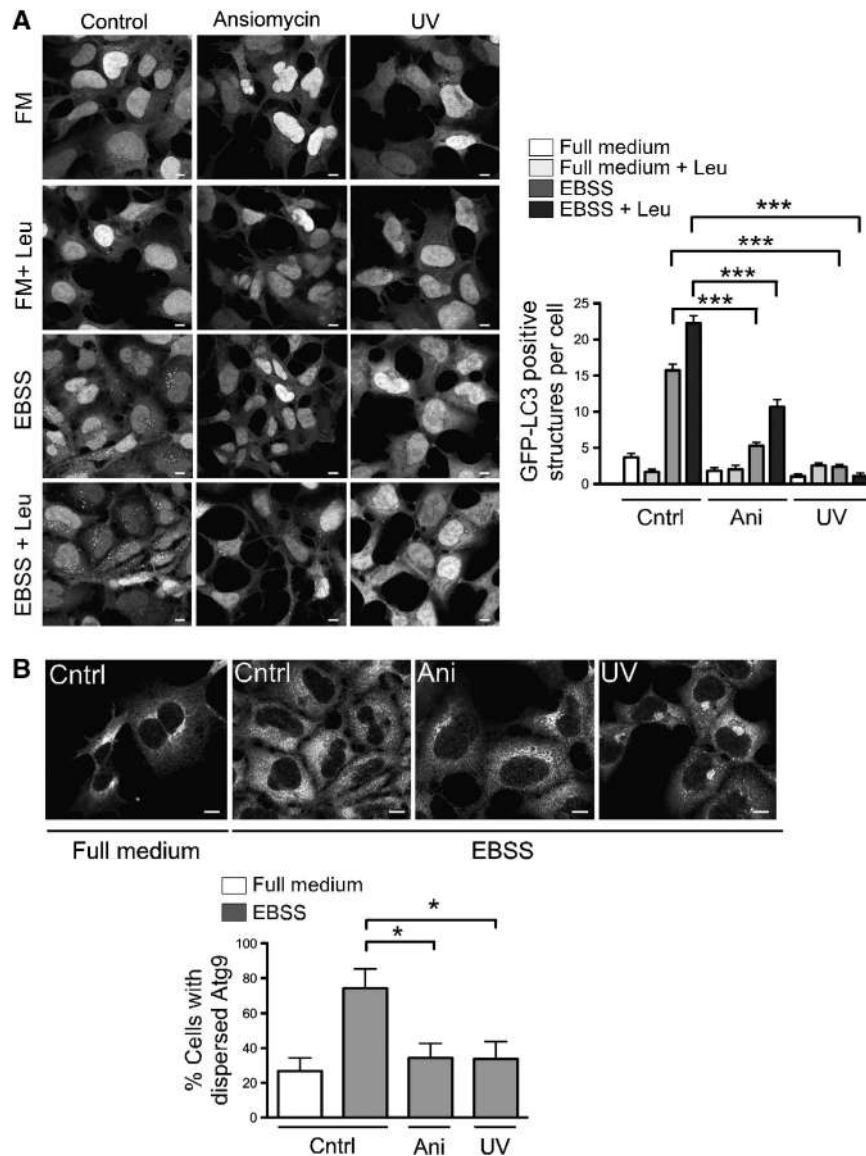 A
Control Ansiomycin UV
FM
FM+ Leu
EBSS
EBSS + Leu
Full medium
Full medium + Leu
EBSS
EBSS + Leu
***
***
***
***
GFP-LC3 positive
structures per cell
25
20
15
10
5
0
Cntrl Ani UV
B
Cntrl Cntrl Ani UV
Full medium EBSS
Full medium
EBSS
*
*
% Cells with
dispersed Atg9
100
80
60
40
20
0
Cntrl Ani UV